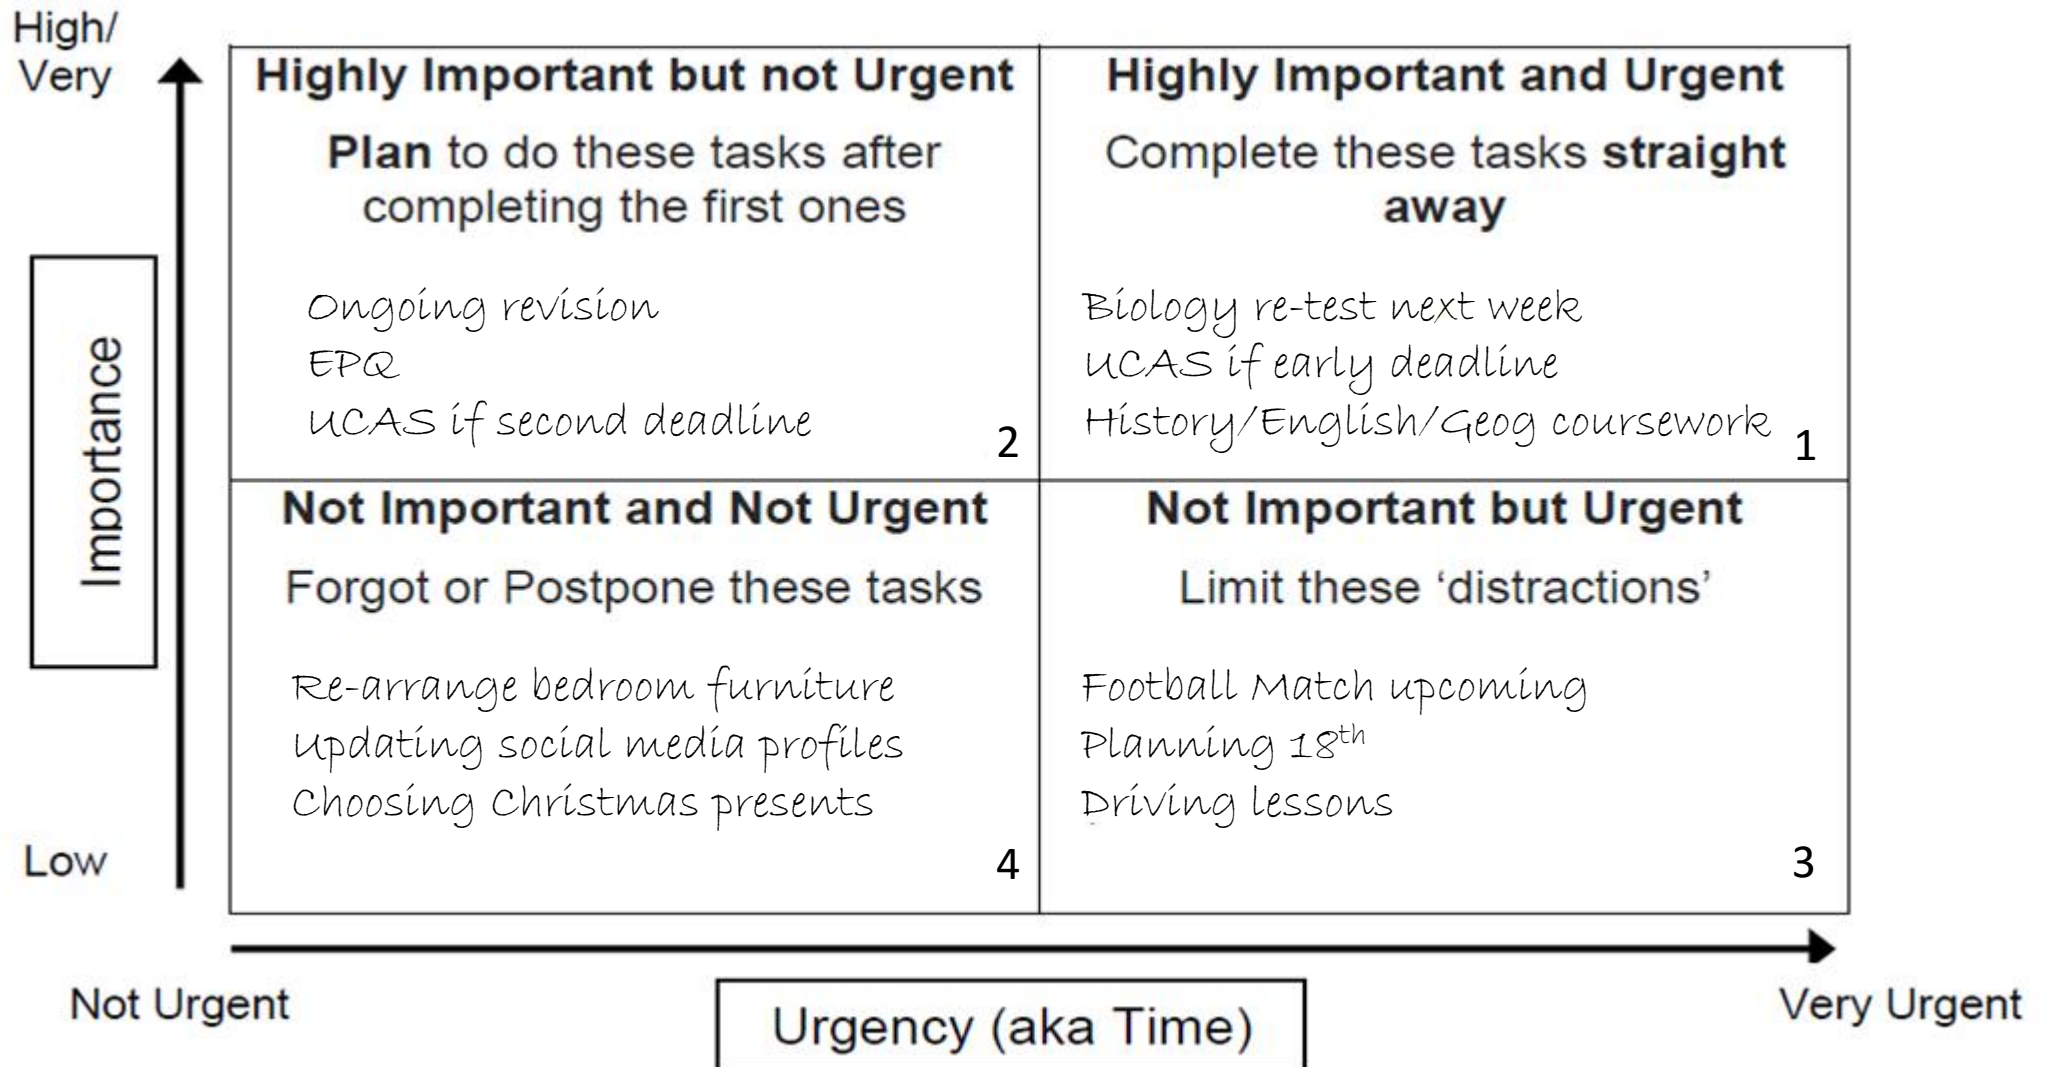 High/
Very
Importance
Low
Highly Important but not Urgent
Plan to do these tasks after
completing the first ones
Ongoing revision
EPQ
UCAS if second deadline
2
Highly Important and Urgent
Complete these tasks straight
away
Biology re-test next week
UCAS if early deadline
History/English/Geog coursework
1
Not Important and Not Urgent
Forgot or Postpone these tasks
Re-arrange bedroom furniture
Updating social media profiles
Choosing Christmas presents
4
Not Important but Urgent
Limit these ‘distractions’
Football Match upcoming
Planning 18th
Driving lessons
3
Not Urgent
Urgency (aka Time)
Very Urgent